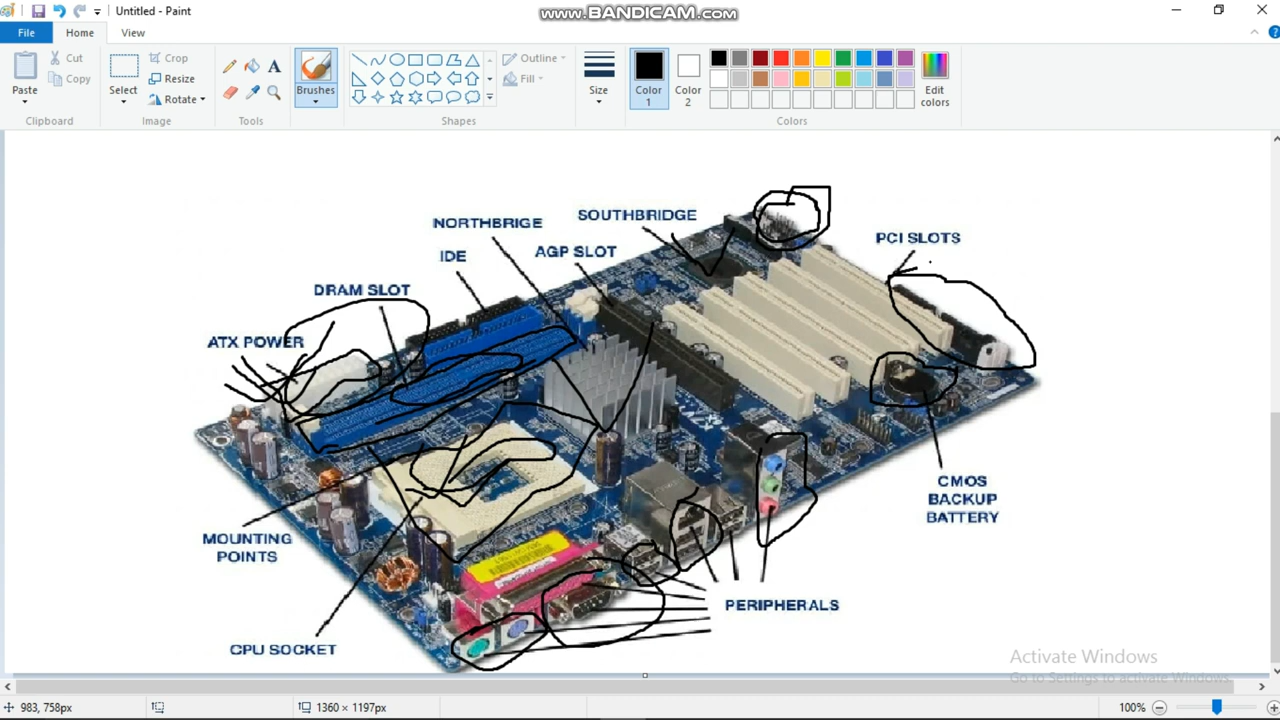 Untitled - Paint
www.BANDICAM.com
File
Home
View
Paste
Cut
Copy
Clipboard
Select
Crop
Resize
Rotate
Image
A
Tools
Brushes
Outline
Fill
Shapes
Size
Color
1
Color
2
Edit
colors
Colors
NORTHBRIGE
SOUTHBRIDGE
PCI SLOTS
IDE
AGP SLOT
DRAM SLOT
ATX POWER
CMOS
BACKUP
BATTERY
MOUNTING
POINTS
PERIPHERALS
CPU SOCKET
Activate Windows
Go to Settings to activate Windows.
983, 758px
1360 × 1197px
100%